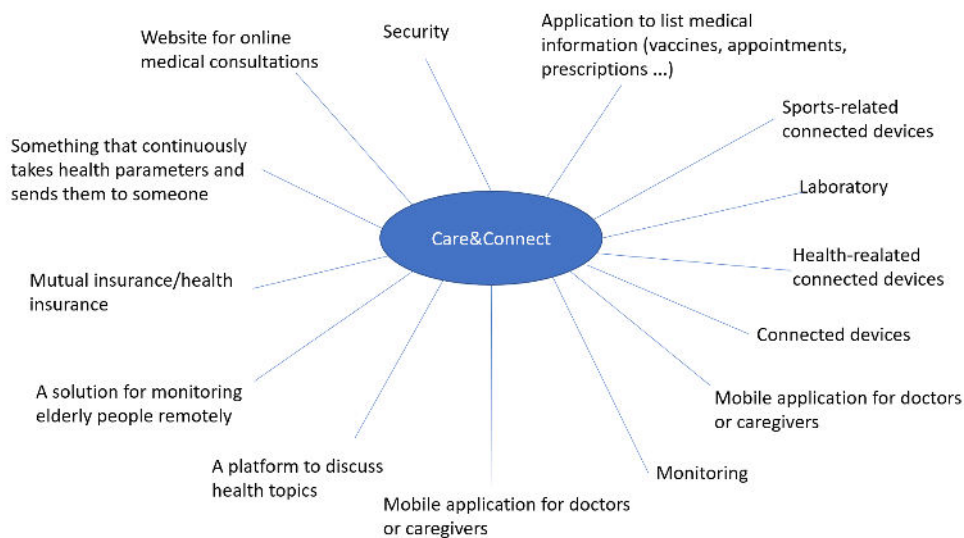 Website for online
medical consultations
Security
Application to list medical
information (vaccines, appointments,
prescriptions ...)
Sports-related
connected devices
Something that continuously
takes health parameters and
sends them to someone
Laboratory
Care&Connect
Health-realated
connected devices
Mutual insurance/health
insurance
Connected devices
A solution for monitoring
elderly people remotely
Mobile application for doctors
or caregivers
A platform to discuss
health topics
Monitoring
Mobile application for doctors
or caregivers